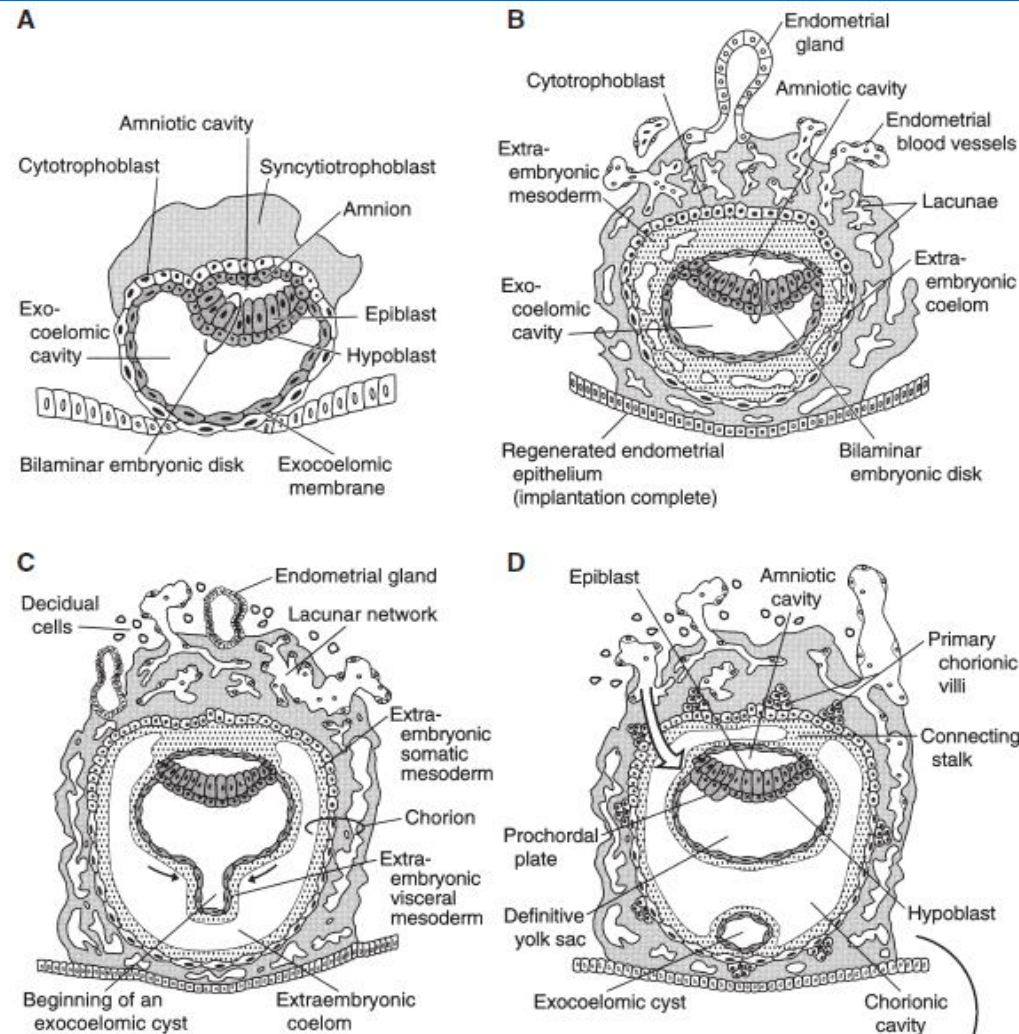 A
Amniotic cavity
Cytotrophoblast
Syncytiotrophoblast
Amnion
Exo-
coelomic
cavity
Epiblast
Hypoblast
Bilaminar embryonic disk
Exocoelomic
membrane
B
Endometrial
gland
Cytotrophoblast
Amniotic cavity
Endometrial
blood vessels
Extra-
embryonic
mesoderm
Lacunae
Extra-
embryonic
coelom
Exo-
coelomic
cavity
Regenerated endometrial
epithelium
(implantation complete)
Bilaminar
embryonic disk
C
Endometrial gland
Decidual
cells
Lacunar network
Extra-
embryonic
somatic
mesoderm
Chorion
Extra-
embryonic
visceral
mesoderm
Beginning of an
exocoelomic cyst
Extraembryonic
coelom
D
Epiblast
Amniotic
cavity
Primary
chorionic
villi
Connecting
stalk
Prochordal
plate
Definitive
yolk sac
Hypoblast
Exocoelomic cyst
Chorionic
cavity